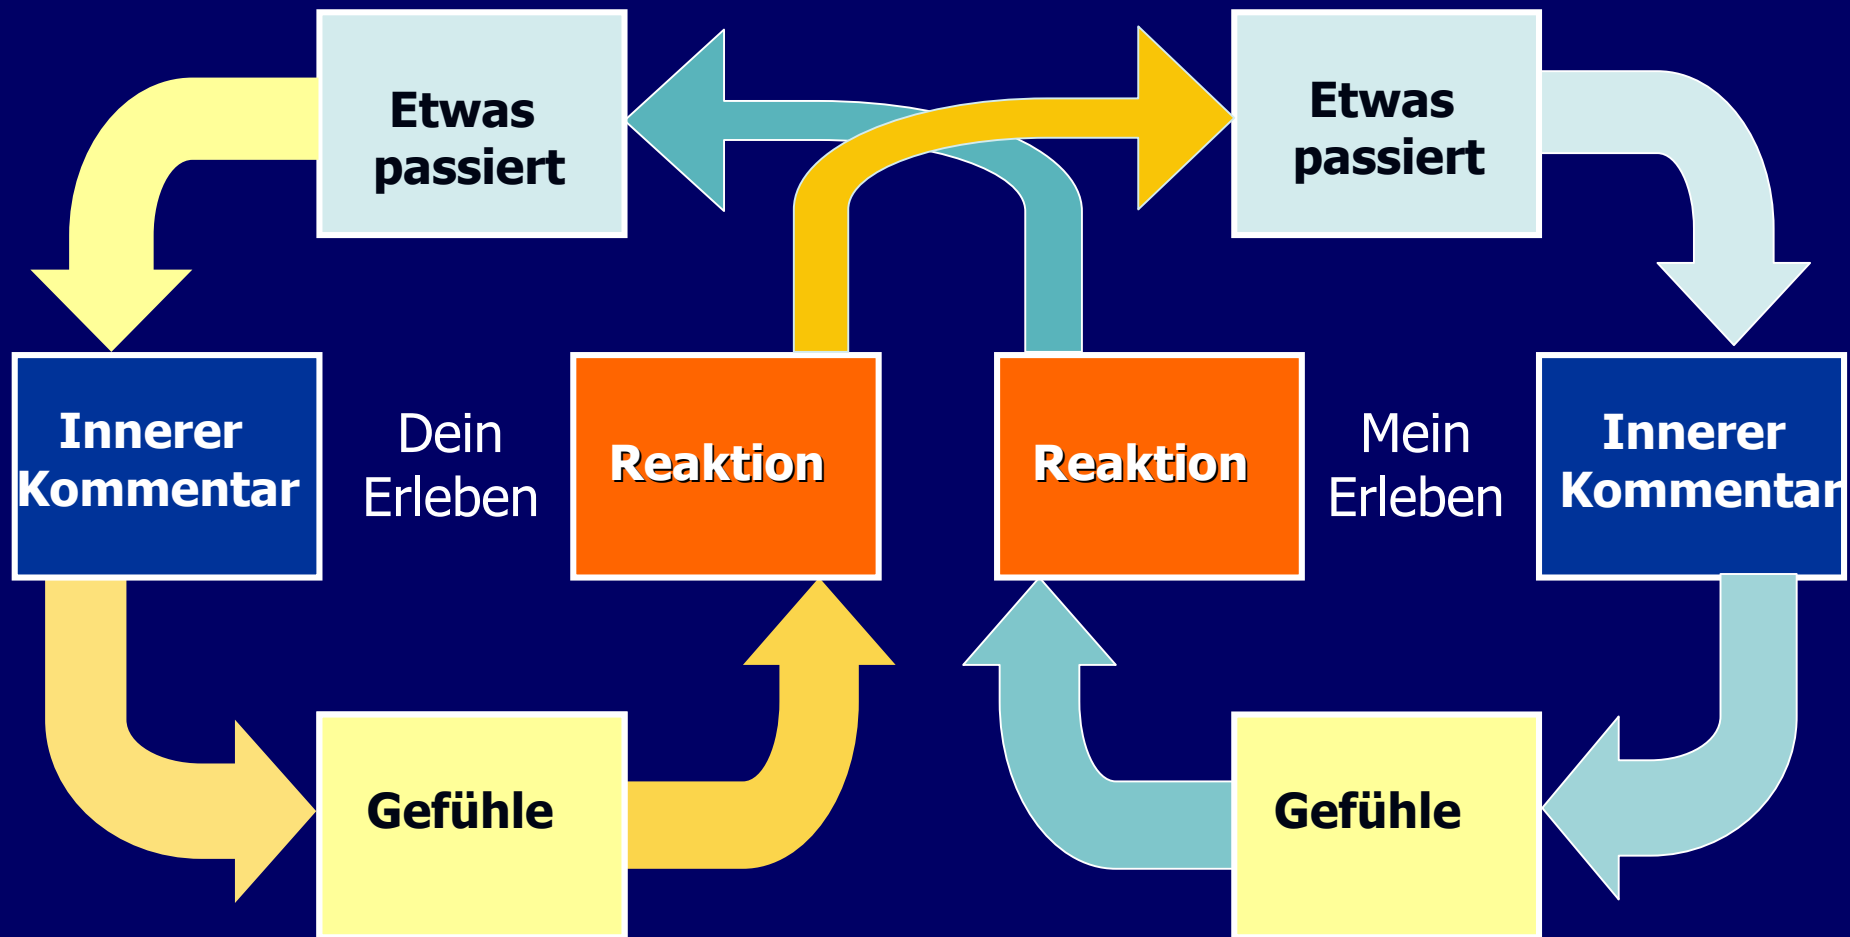 Etwas
passiert
Etwas
passiert
Innerer
Kommentar
Dein
Erleben
Reaktion
Reaktion
Mein
Erleben
Innerer
Kommentar
Gefühle
Gefühle